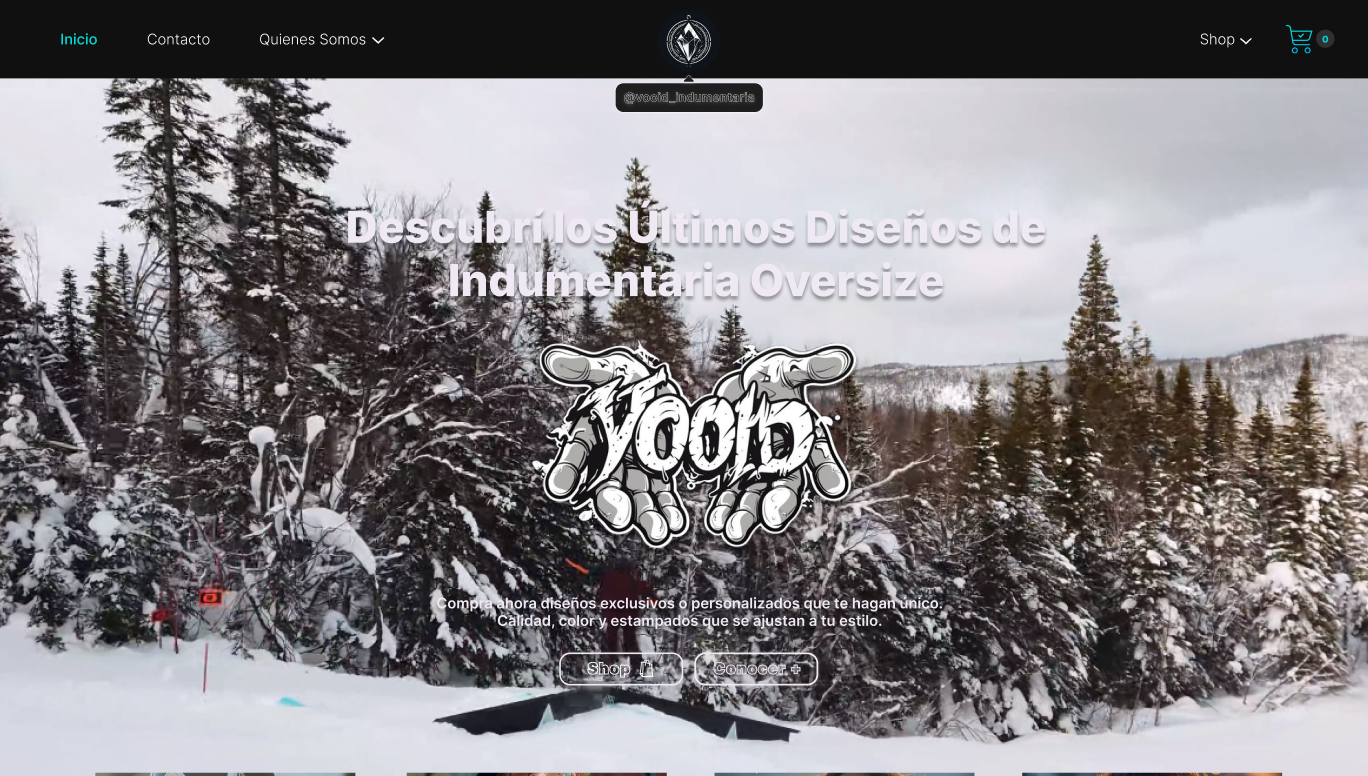 Inicio
Contacto
Quienes Somos
Shop
0
@vooid_indumentaria
Descubrí los Últimos Diseños de
Indumentaria Oversize
Vooid
Compra ahora diseños exclusivos o personalizados que te hagan único.
Calidad, color y estampados que se ajustan a tu estilo.
Shop
Conocer +